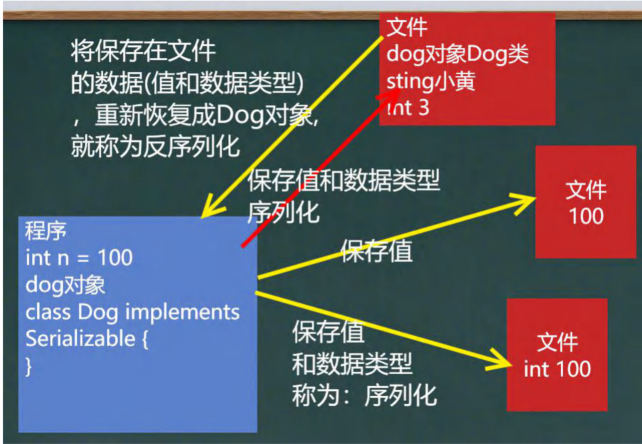 将保存在文件
的数据(值和数据类型)
，重新恢复成Dog对象,
就称为反序列化
文件
dog对象Dog类
sting小黄
int 3
保存值和数据类型
序列化
文件
100
保存值
程序
int n = 100
dog对象
class Dog implements
Serializable {
}
保存值
和数据类型
称为：序列化
文件
int 100